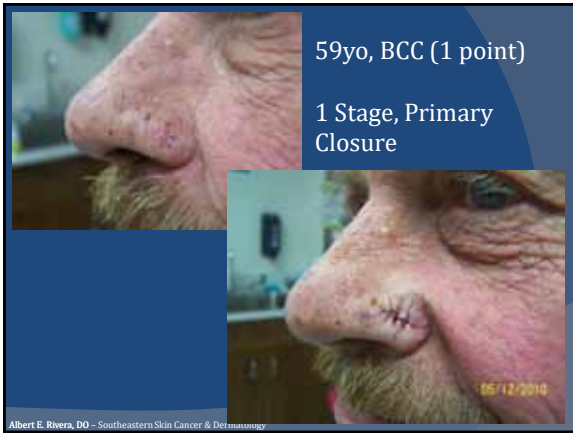 59yo, BCC (1 point)
1 Stage, Primary
Closure
05/12/2010
Albert E. Rivera, DO – Southeastern Skin Cancer & Dermatology